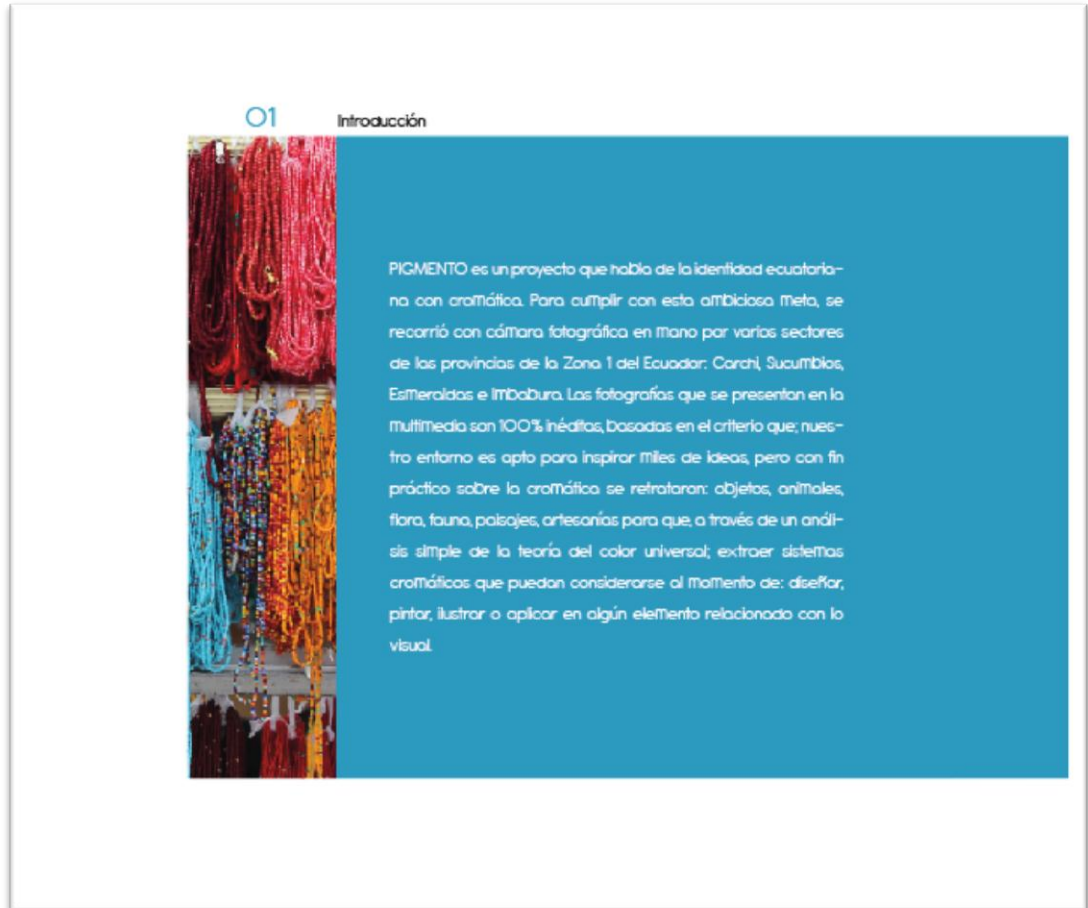 01 Introducción
PIGMENTO es un proyecto que habla de la identidad ecuatoria-
na con cromática. Para cumplir con esta ambiciosa meta, se
recorrió con cámara fotográfica en mano por varios sectores
de las provincias de la Zona 1 del Ecuador: Carchi, Sucumbíos,
Esmeraldas e Imbabura. Las fotografías que se presentan en la
multimedia son 100% inéditas, basadas en el criterio que; nues-
tro entorno es apto para inspirar miles de ideas, pero con fin
práctico sobre la cromática se retrataron: objetos, animales,
flora, fauna, paisajes, artesanías para que, a través de un análi-
sis simple de la teoría del color universal; extraer sistemas
cromáticos que puedan considerarse al momento de: diseñar,
pintar, ilustrar o aplicar en algún elemento relacionado con lo
visual.